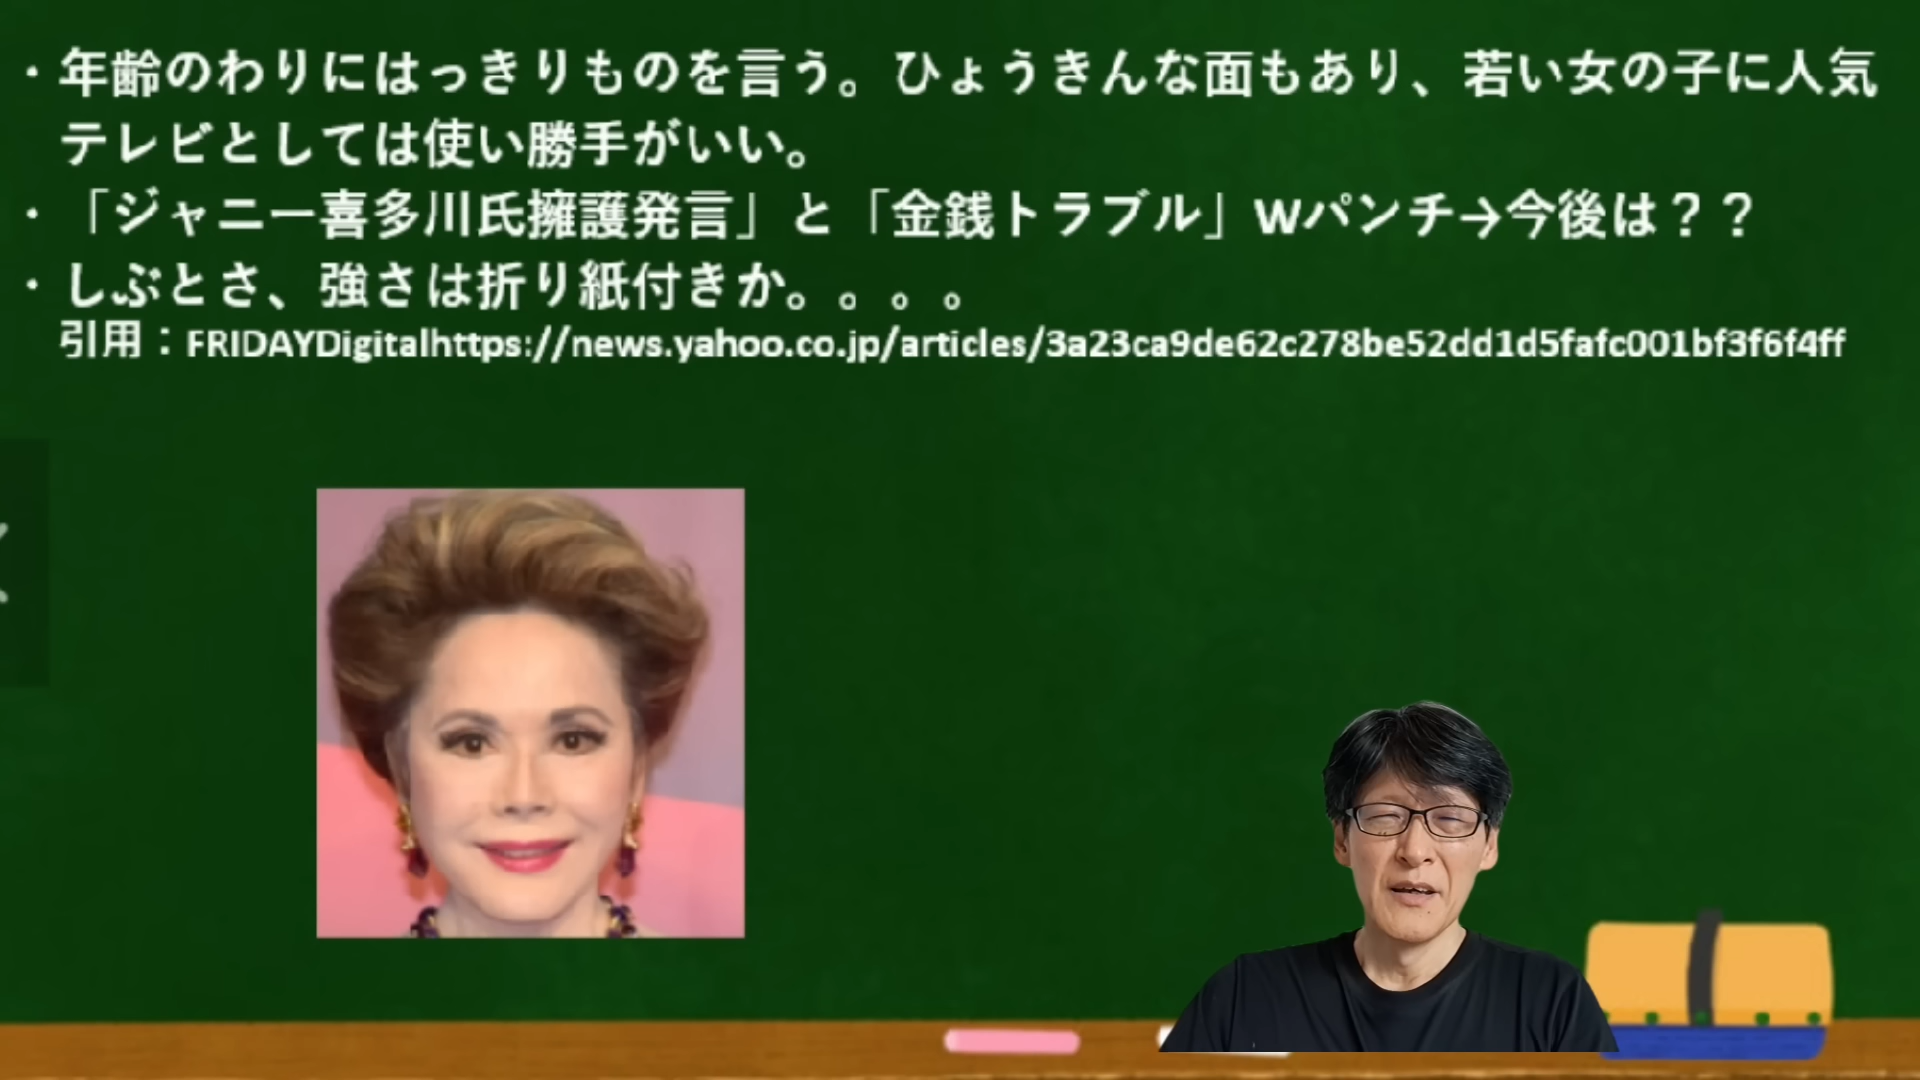 ・年齢のわりにはっきりものを言う。ひょうきんな面もあり、若い女の子に人気
テレビとしては使い勝手がいい。
・「ジャニー喜多川氏擁護発言」と「金銭トラブル」Wパンチ→今後は？？
・しぶとさ、強さは折り紙付きか。。。。
引用：FRIDAYDigitalhttps://news.yahoo.co.jp/articles/3a23ca9de62c278be52dd1d5fafc001bf3f6f4ff